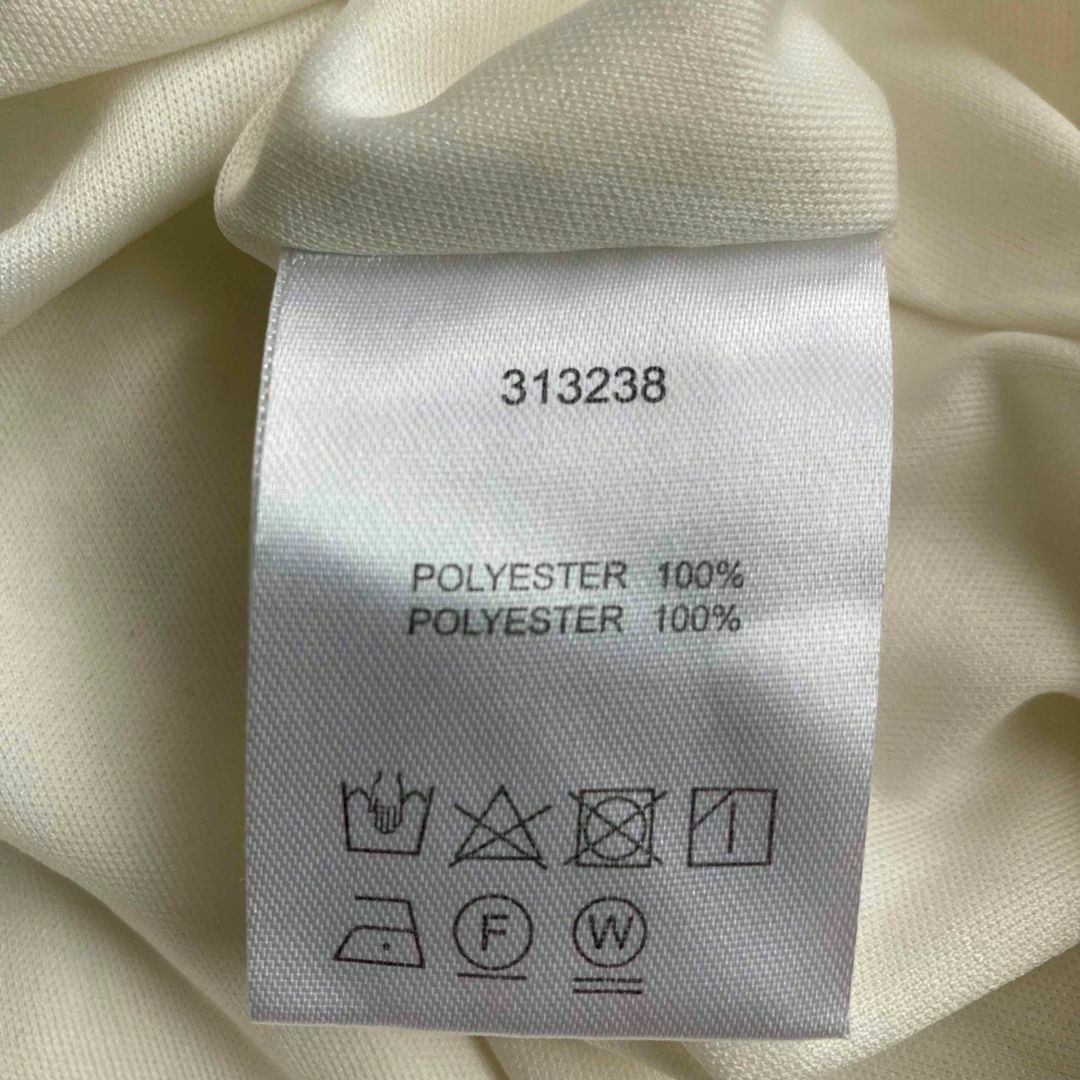 313238
POLYESTER 100%
POLYESTER 100%
F W